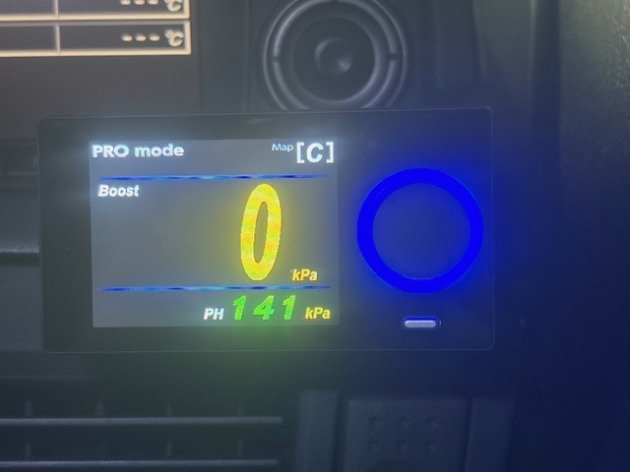 ---°C
---°C
PRO mode Map [C]
Boost
0 kPa
PH 141 kPa